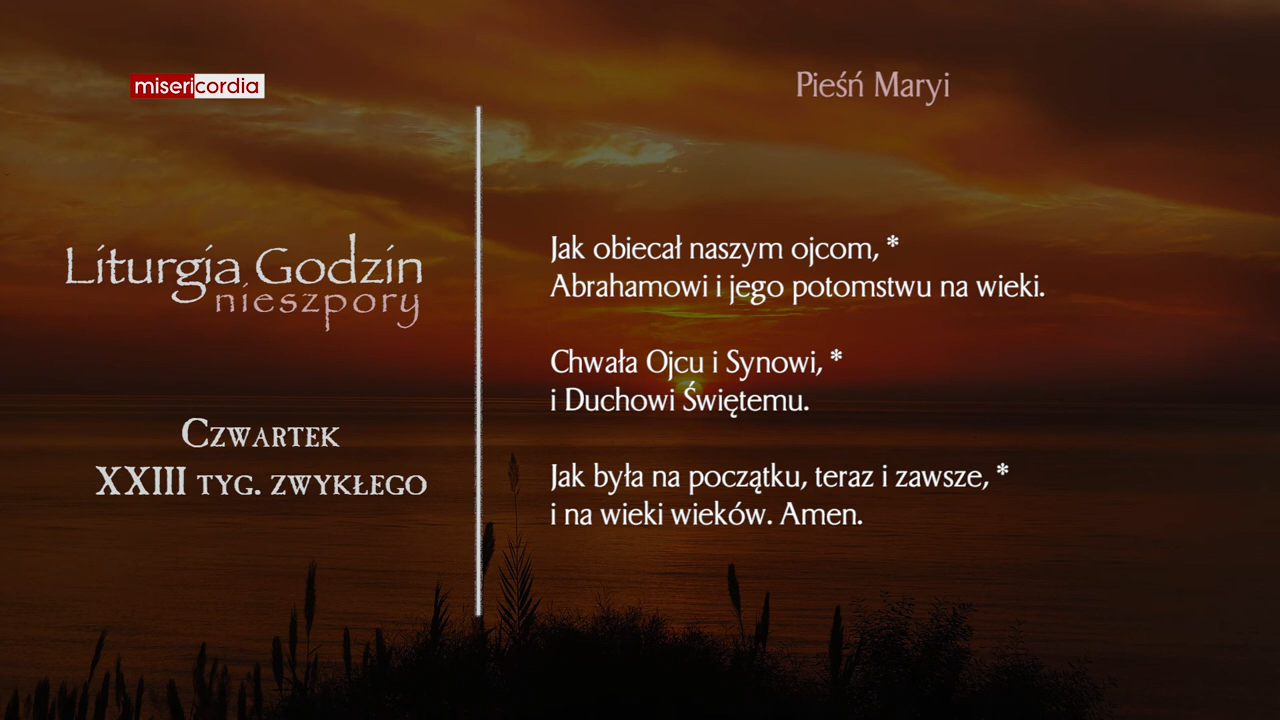 misericordia
Liturgia Godzin
nieszpory
Czwartek
XXIII tyg. zwykłego
Pieśń Maryi
Jak obiecał naszym ojcom, *
Abrahamowi i jego potomstwu na wieki.
Chwała Ojcu i Synowi, *
i Duchowi Świętemu.
Jak była na początku, teraz i zawsze, *
i na wieki wieków. Amen.